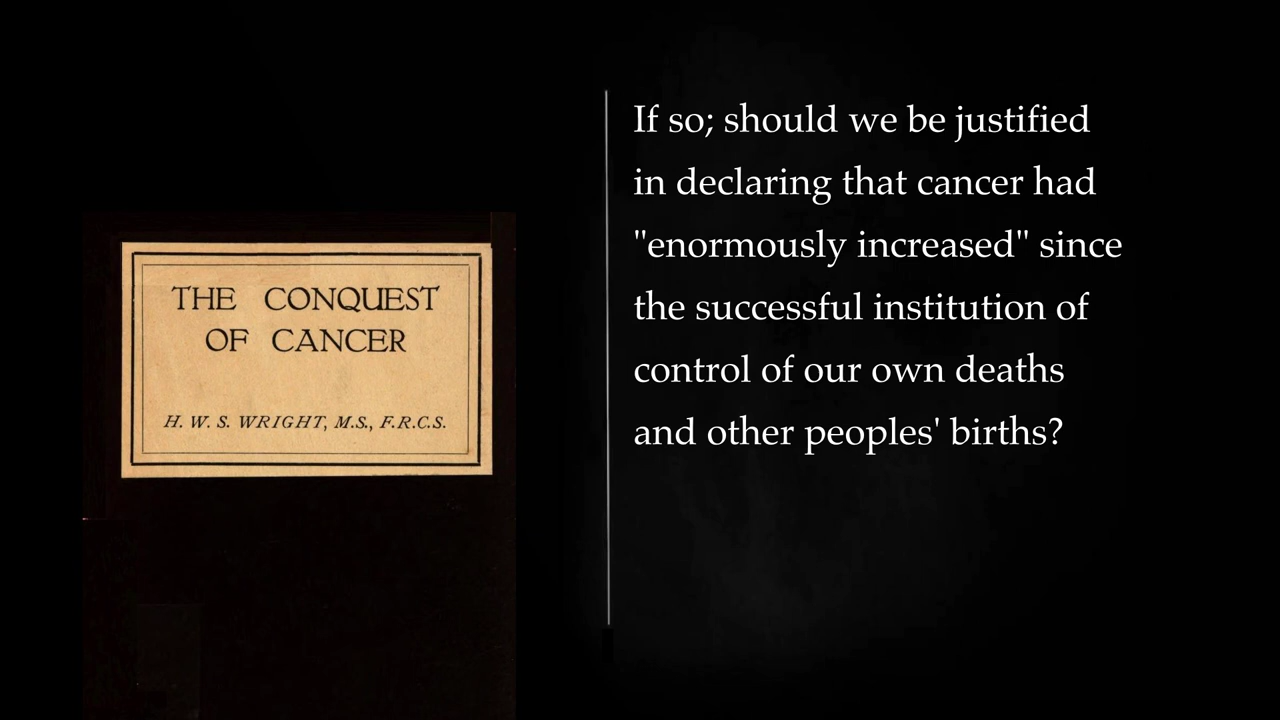 THE CONQUEST
OF CANCER
H. W. S. WRIGHT, M.S., F.R.C.S.
If so; should we be justified
in declaring that cancer had
"enormously increased" since
the successful institution of
control of our own deaths
and other peoples' births?